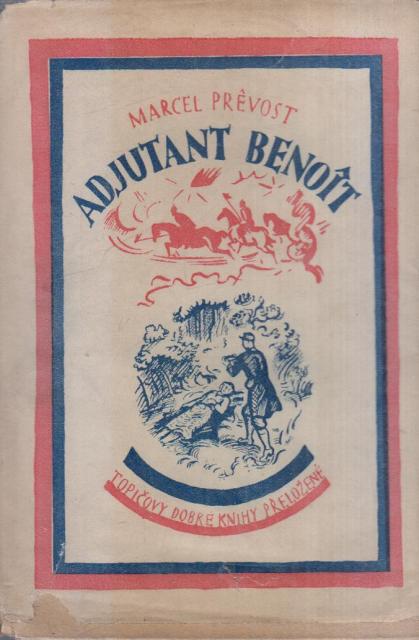 MARCEL PRÊVOST
ADJUTANT BENOÎT
TOPIČOVY DOBRÉ KNIHY PŘELOŽENÉ